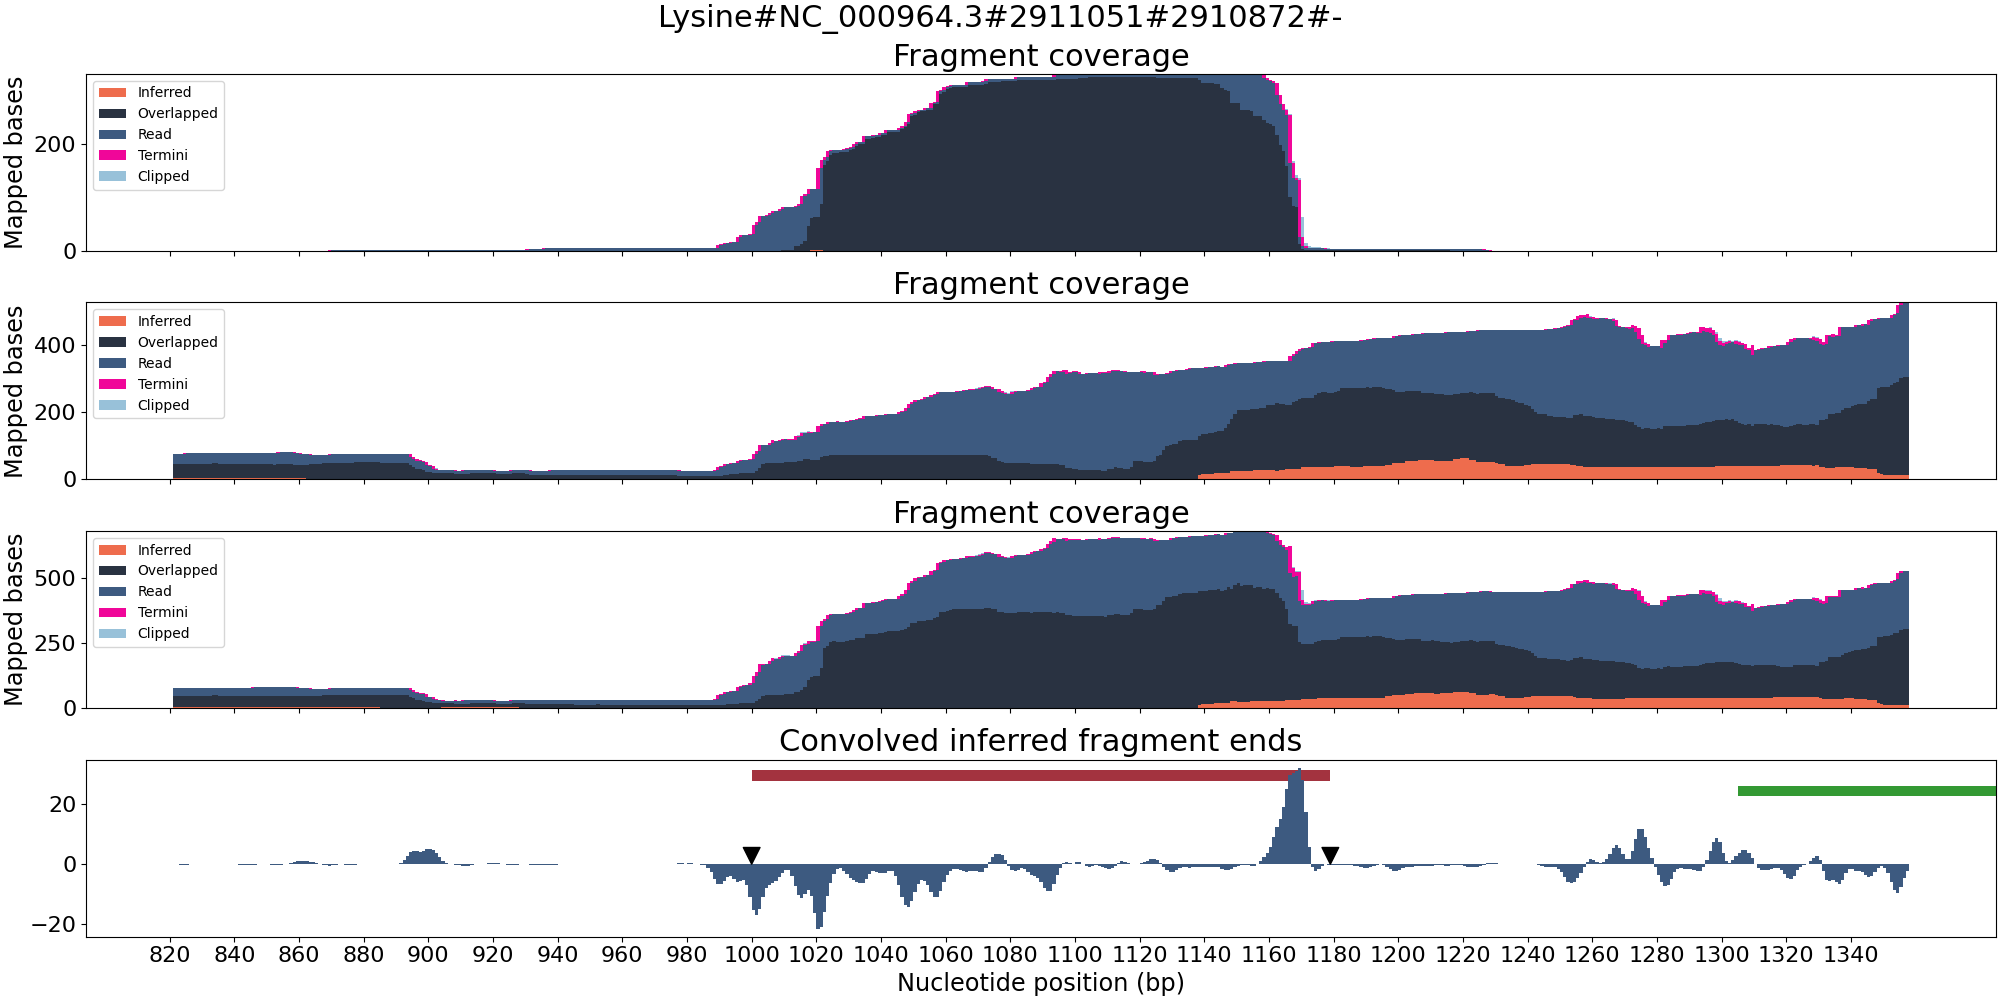 Lysine#NC_000964.3#2911051#2910872#-
Fragment coverage
Mapped bases
200
0
Inferred
Overlapped
Read
Termini
Clipped
Fragment coverage
Mapped bases
400
200
0
Inferred
Overlapped
Read
Termini
Clipped
Fragment coverage
Mapped bases
500
250
0
Inferred
Overlapped
Read
Termini
Clipped
Convolved inferred fragment ends
20
0
−20
820 840 860 880 900 920 940 960 980 1000 1020 1040 1060 1080 1100 1120 1140 1160 1180 1200 1220 1240 1260 1280 1300 1320 1340
Nucleotide position (bp)